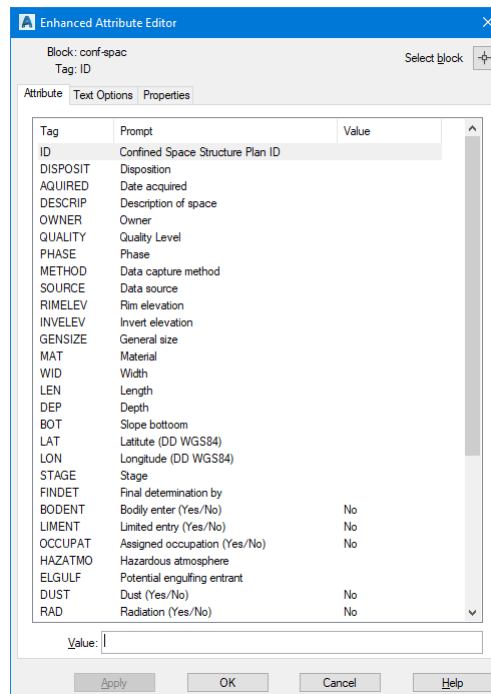 Enhanced Attribute Editor
Block: conf-spac
Tag: ID
Select block
Attribute Text Options Properties
Tag Prompt Value
ID Confined Space Structure Plan ID
DISPOSIT Disposition
AQUIRED Date acquired
DESCRIP Description of space
OWNER Owner
QUALITY Quality Level
PHASE Phase
METHOD Data capture method
SOURCE Data source
RIMELEV Rim elevation
INVELEV Invert elevation
GENSIZE General size
MAT Material
WID Width
LEN Length
DEP Depth
BOT Slope bottoom
LAT Latitute (DD WGS84)
LON Longitude (DD WGS84)
STAGE Stage
FINDET Final determination by
BODENT Bodily enter (Yes/No) No
LIMENT Limited entry (Yes/No) No
OCCUPAT Assigned occupation (Yes/No) No
HAZATMO Hazardous atmosphere
ELGULF Potential engulfing entrant
DUST Dust (Yes/No) No
RAD Radiation (Yes/No) No
Value:
Apply OK Cancel Help